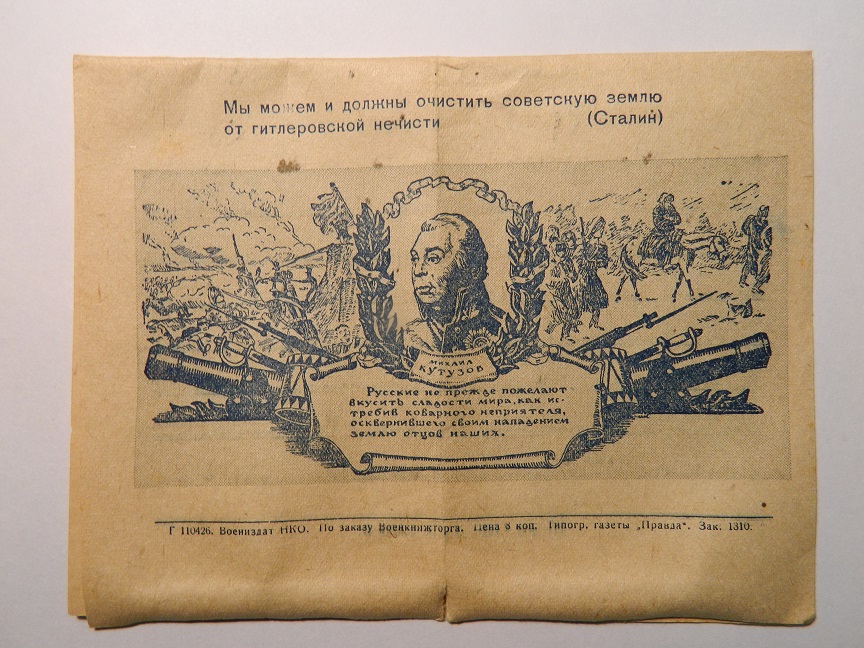 Мы можем и должны очистить советскую землю
от гитлеровской нечисти (Сталин)
МИХАИЛ
КУТУЗОВ
Русские не прежде пожелают
вкусить сладости мира, как ис-
требив коварного неприятеля,
осквернившего своим нападением
землю отцов наших.
Г 110426. Воениздат НКО. По заказу Военкнижторга. Цена 8 коп. Типогр. газеты „Правда“. Зак. 1310.